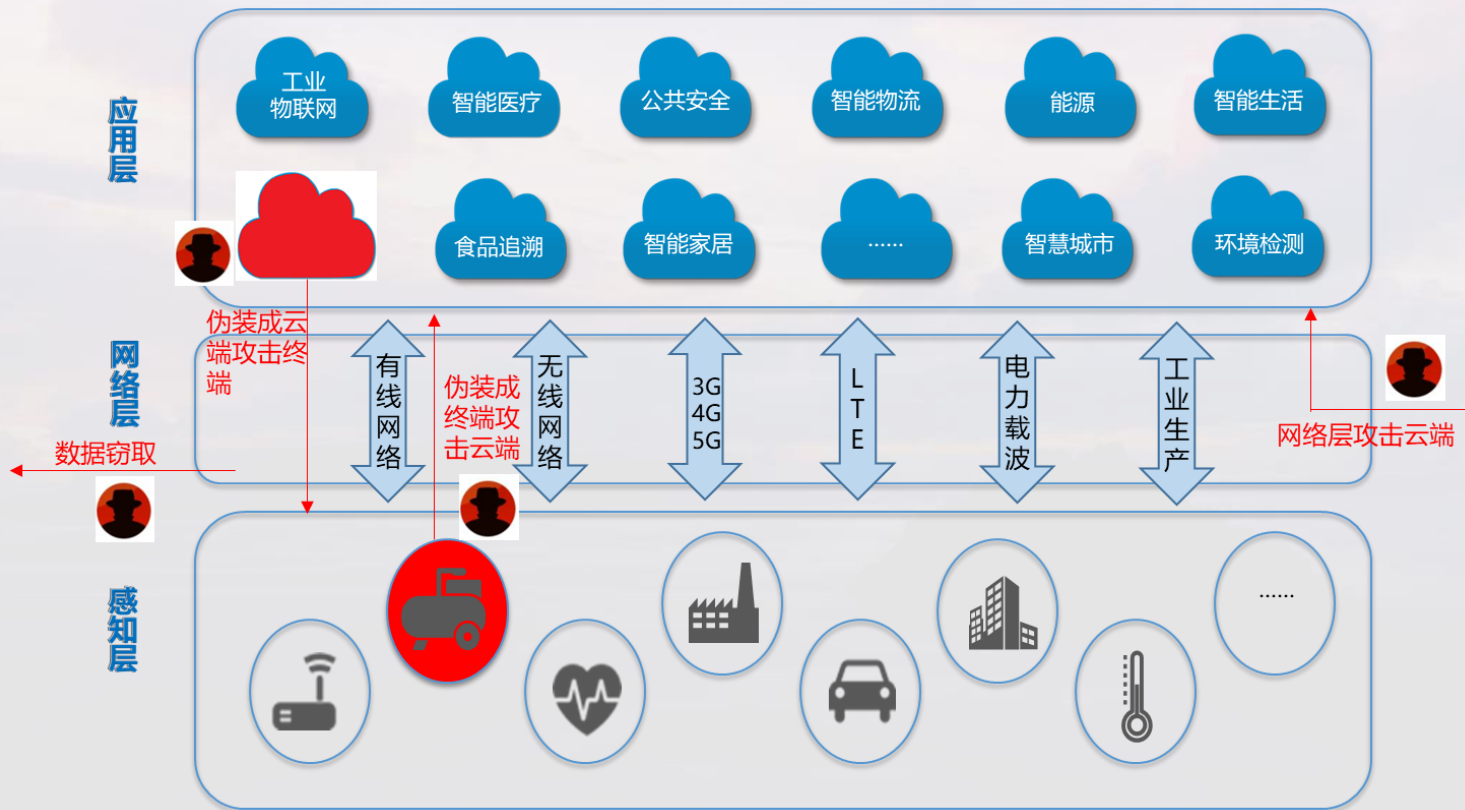 应用层
工业
物联网
智能医疗
公共安全
智能物流
能源
智能生活
食品追溯
智能家居
......
智慧城市
环境检测
网络层
伪装成云
端攻击终
端
有线网络
伪装成
终端攻
击云端
无线网络
3G
4G
5G
LTE
电力载波
工业生产
网络层攻击云端
数据窃取
感知层
......